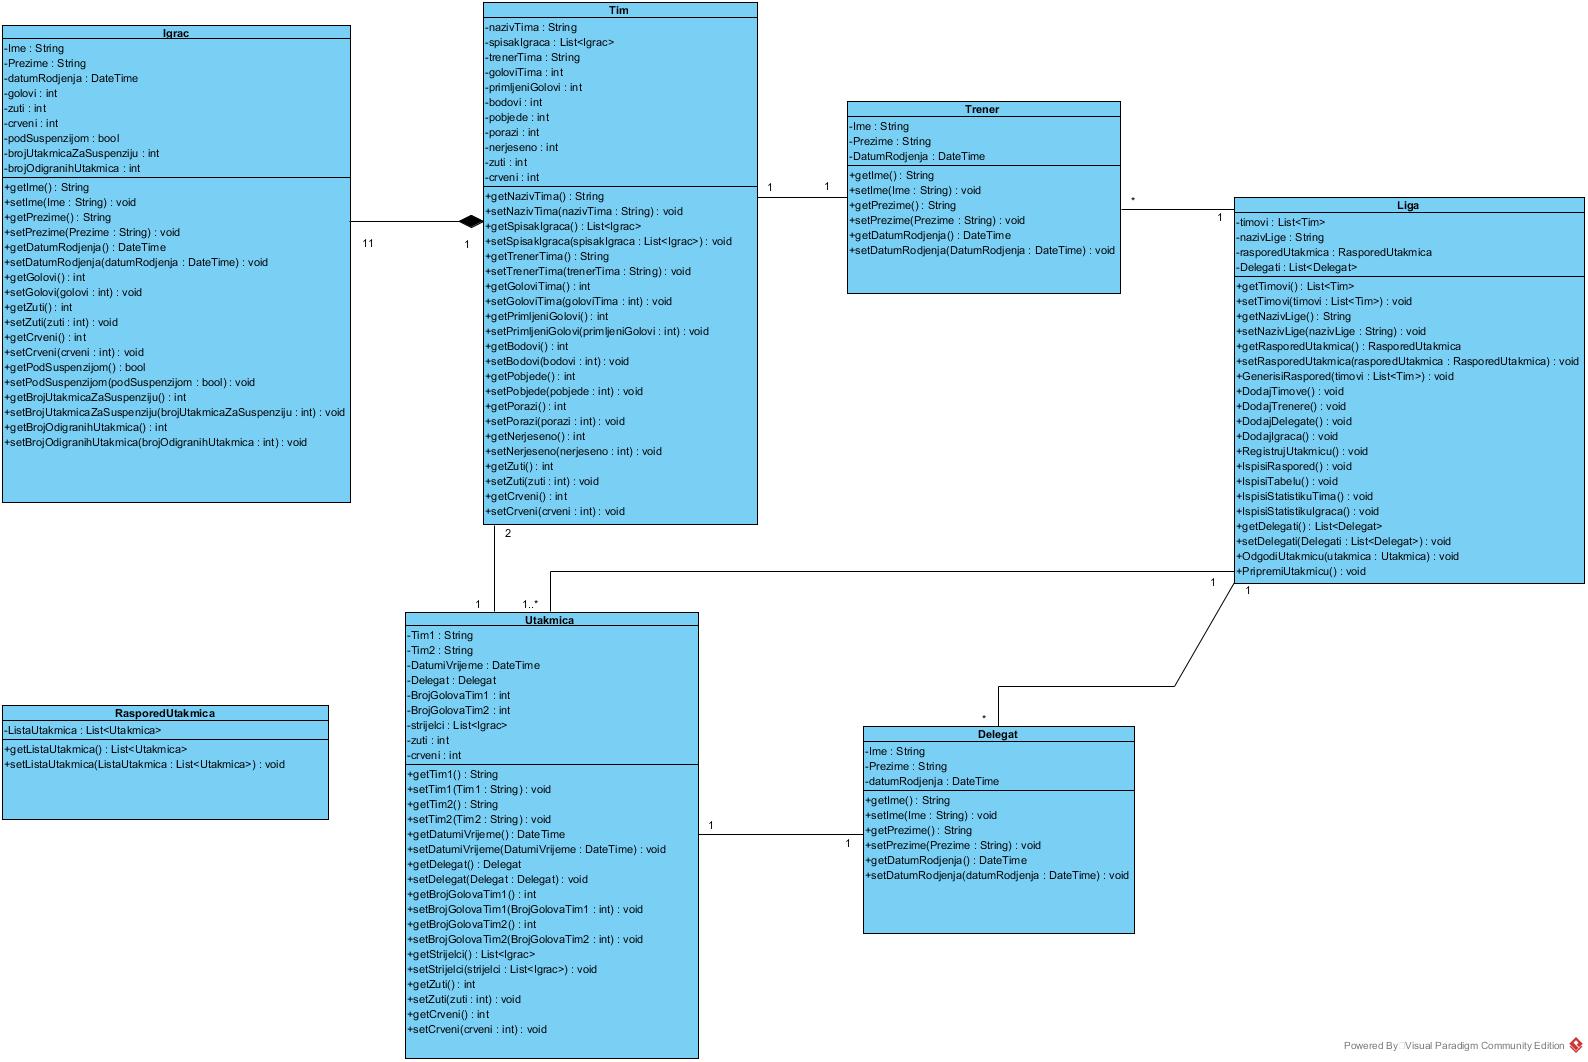 Igrac
-Ime : String
-Prezime : String
-datumRodjenja : DateTime
-golovi : int
-zuti : int
-crveni : int
-podSuspenzijom : bool
-brojUtakmicaZaSuspenziju : int
-brojOdigranihUtakmica : int
+getIme() : String
+setIme(Ime : String) : void
+getPrezime() : String
+setPrezime(Prezime : String) : void
+getDatumRodjenja() : DateTime
+setDatumRodjenja(datumRodjenja : DateTime) : void
+getGolovi() : int
+setGolovi(golovi : int) : void
+getZuti() : int
+setZuti(zuti : int) : void
+getCrveni() : int
+setCrveni(crveni : int) : void
+getPodSuspenzijom() : bool
+setPodSuspenzijom(podSuspenzijom : bool) : void
+getBrojUtakmicaZaSuspenziju() : int
+setBrojUtakmicaZaSuspenziju(brojUtakmicaZaSuspenziju : int) : void
+getBrojOdigranihUtakmica() : int
+setBrojOdigranihUtakmica(brojOdigranihUtakmica : int) : void
11
1
Tim
-nazivTima : String
-spisakIgraca : List<Igrac>
-trenerTima : String
-goloviTima : int
-primljeniGolovi : int
-bodovi : int
-pobjede : int
-porazi : int
-nerjeseno : int
-zuti : int
-crveni : int
+getNazivTima() : String
+setNazivTima(nazivTima : String) : void
+getSpisakIgraca() : List<Igrac>
+setSpisakIgraca(spisakIgraca : List<Igrac>) : void
+getTrenerTima() : String
+setTrenerTima(trenerTima : String) : void
+getGoloviTima() : int
+setGoloviTima(goloviTima : int) : void
+getPrimljeniGolovi() : int
+setPrimljeniGolovi(primljeniGolovi : int) : void
+getBodovi() : int
+setBodovi(bodovi : int) : void
+getPobjede() : int
+setPobjede(pobjede : int) : void
+getPorazi() : int
+setPorazi(porazi : int) : void
+getNerjeseno() : int
+setNerjeseno(nerjeseno : int) : void
+getZuti() : int
+setZuti(zuti : int) : void
+getCrveni() : int
+setCrveni(crveni : int) : void
1
1
Trener
-Ime : String
-Prezime : String
-DatumRodjenja : DateTime
+getIme() : String
+setIme(Ime : String) : void
+getPrezime() : String
+setPrezime(Prezime : String) : void
+getDatumRodjenja() : DateTime
+setDatumRodjenja(DatumRodjenja : DateTime) : void
*
1
Liga
-timovi : List<Tim>
-nazivLige : String
-rasporedUtakmica : RasporedUtakmica
-Delegati : List<Delegat>
+getTimovi() : List<Tim>
+setTimovi(timovi : List<Tim>) : void
+getNazivLige() : String
+setNazivLige(nazivLige : String) : void
+getRasporedUtakmica() : RasporedUtakmica
+setRasporedUtakmica(rasporedUtakmica : RasporedUtakmica) : void
+GenerisiRaspored(timovi : List<Tim>) : void
+DodajTimove() : void
+DodajTrenere() : void
+DodajDelegate() : void
+DodajIgraca() : void
+RegistrujUtakmicu() : void
+IspisiRaspored() : void
+IspisiTabelu() : void
+IspisiStatistikuTima() : void
+IspisiStatistikuIgraca() : void
+getDelegati() : List<Delegat>
+setDelegati(Delegati : List<Delegat>) : void
+OdgodiUtakmicu(utakmica : Utakmica) : void
+PripremiUtakmicu() : void
2
1
1..*
1
1
*
Utakmica
-Tim1 : String
-Tim2 : String
-DatumiVrijeme : DateTime
-Delegat : Delegat
-BrojGolovaTim1 : int
-BrojGolovaTim2 : int
-strijelci : List<Igrac>
-zuti : int
-crveni : int
+getTim1() : String
+setTim1(Tim1 : String) : void
+getTim2() : String
+setTim2(Tim2 : String) : void
+getDatumiVrijeme() : DateTime
+setDatumiVrijeme(DatumiVrijeme : DateTime) : void
+getDelegat() : Delegat
+setDelegat(Delegat : Delegat) : void
+getBrojGolovaTim1() : int
+setBrojGolovaTim1(BrojGolovaTim1 : int) : void
+getBrojGolovaTim2() : int
+setBrojGolovaTim2(BrojGolovaTim2 : int) : void
+getStrijelci() : List<Igrac>
+setStrijelci(strijelci : List<Igrac>) : void
+getZuti() : int
+setZuti(zuti : int) : void
+getCrveni() : int
+setCrveni(crveni : int) : void
RasporedUtakmica
-ListaUtakmica : List<Utakmica>
+getListaUtakmica() : List<Utakmica>
+setListaUtakmica(ListaUtakmica : List<Utakmica>) : void
1
1
Delegat
-Ime : String
-Prezime : String
-datumRodjenja : DateTime
+getIme() : String
+setIme(Ime : String) : void
+getPrezime() : String
+setPrezime(Prezime : String) : void
+getDatumRodjenja() : DateTime
+setDatumRodjenja(datumRodjenja : DateTime) : void
Powered By Visual Paradigm Community Edition